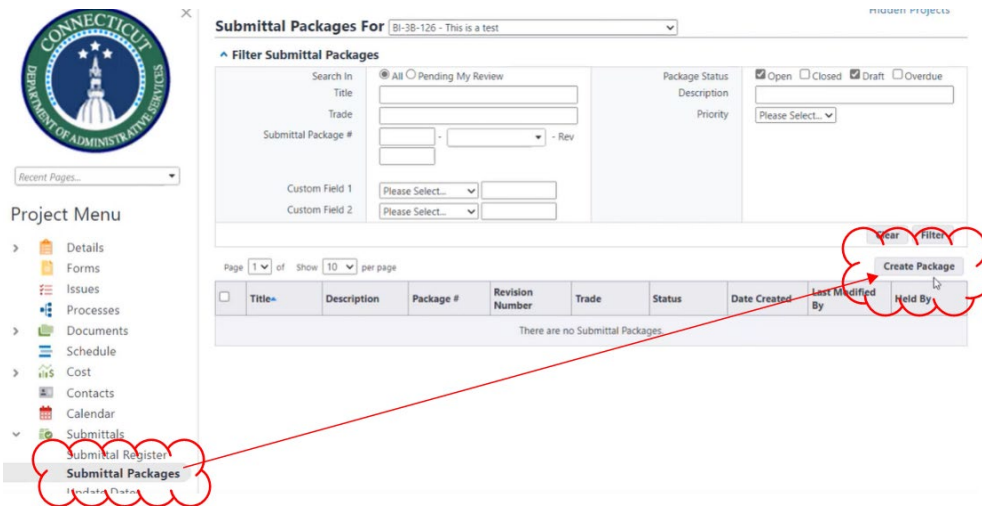 CONNECTICUT
DEPARTMENT OF ADMINISTRATIVE SERVICES
Recent Pages...
Project Menu
Details
Forms
Issues
Processes
Documents
Schedule
Cost
Contacts
Calendar
Submittals
Submittal Register
Submittal Packages
Update Dates
Hidden Projects
Submittal Packages For BI-3B-126 - This is a test
Filter Submittal Packages
Search In All Pending My Review Package Status Open Closed Draft Overdue
Title Description
Trade Priority Please Select...
Submittal Package # - - Rev
Custom Field 1 Please Select...
Custom Field 2 Please Select...
Clear Filter
Page 1 of Show 10 per page Create Package
Title Description Package # Revision Number Trade Status Date Created Last Modified By Held By
There are no Submittal Packages.